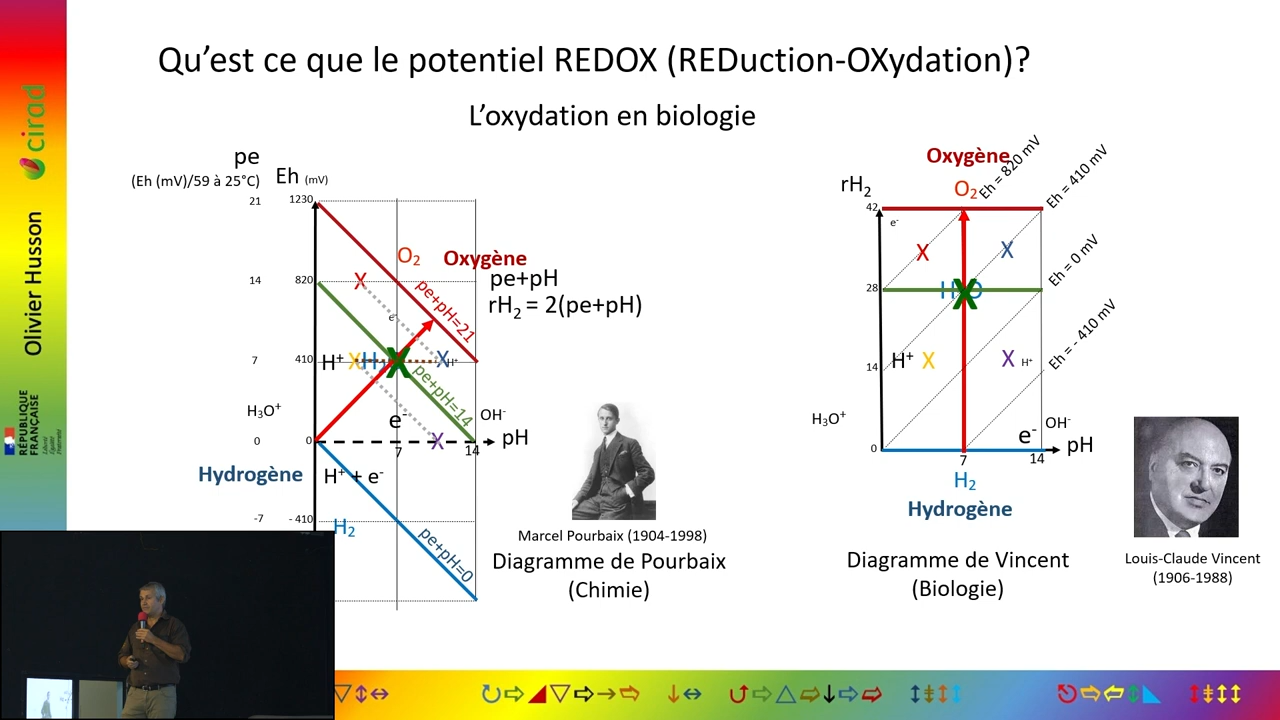 Qu'est ce que le potentiel REDOX (REDuction-OXydation)?
L'oxydation en biologie
cirad
Olivier Husson
RÉPUBLIQUE
FRANÇAISE
Liberté
Égalité
Fraternité
pe
(Eh (mV)/59 à 25°C)
Eh (mV)
21
1230
14
820
7
410
0
0
-7
- 410
O₂
Oxygène
pe+pH
rH₂ = 2(pe+pH)
pe+pH=21
X
e⁻
H⁺
X
X
X
H⁺
pe+pH=14
H₃O⁺
e⁻
OH⁻
X
pH
7
14
Hydrogène
H⁺ + e⁻
H₂
pe+pH=0
Marcel Pourbaix (1904-1998)
Diagramme de Pourbaix
(Chimie)
Oxygène
O₂
Eh = 820 mV
Eh = 410 mV
rH₂
42
e⁻
X
X
Eh = 0 mV
28
H
X
O
Eh = - 410 mV
H⁺
X
X
H⁺
14
H₃O⁺
e⁻
OH⁻
0
pH
7
14
H₂
Hydrogène
Diagramme de Vincent
(Biologie)
Louis-Claude Vincent
(1906-1988)